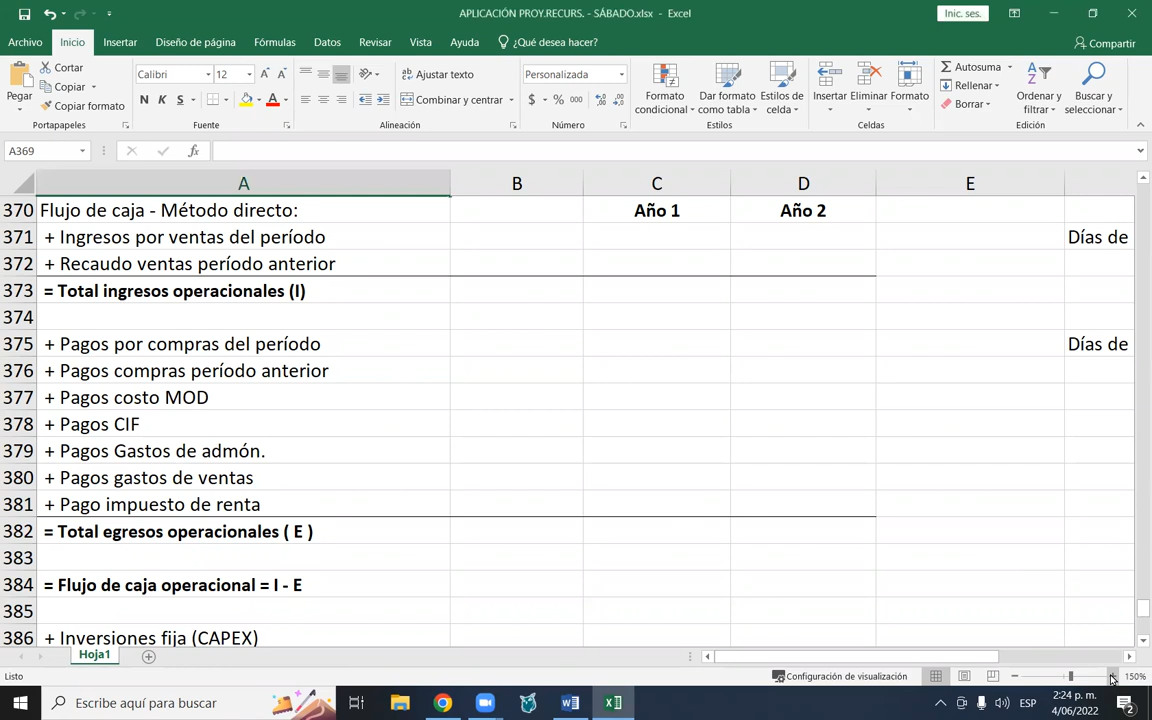 APLICACIÓN PROY.RECURS. - SÁBADO.xlsx - Excel
Inic. ses.
Archivo Inicio Insertar Diseño de página Fórmulas Datos Revisar Vista Ayuda ¿Qué desea hacer? Compartir
Pegar
Cortar
Copiar
Copiar formato
Portapapeles
Calibri 12
N K S
Fuente
Ajustar texto
Combinar y centrar
Alineación
Personalizada
$ % 000
Número
Formato condicional
Dar formato como tabla
Estilos de celda
Estilos
Insertar Eliminar Formato
Celdas
Autosuma
Rellenar
Borrar
Ordenar y filtrar
Buscar y seleccionar
Edición
A369 fx
A B C D E
370 Flujo de caja - Método directo: Año 1 Año 2
371 + Ingresos por ventas del período Días de
372 + Recaudo ventas período anterior
373 = Total ingresos operacionales (I)
374
375 + Pagos por compras del período Días de
376 + Pagos compras período anterior
377 + Pagos costo MOD
378 + Pagos CIF
379 + Pagos Gastos de admón.
380 + Pagos gastos de ventas
381 + Pago impuesto de renta
382 = Total egresos operacionales ( E )
383
384 = Flujo de caja operacional = I - E
385
386 + Inversiones fija (CAPEX)
Hoja1
Listo Configuración de visualización 150%
Escribe aquí para buscar
ESP
2:24 p. m.
4/06/2022
2